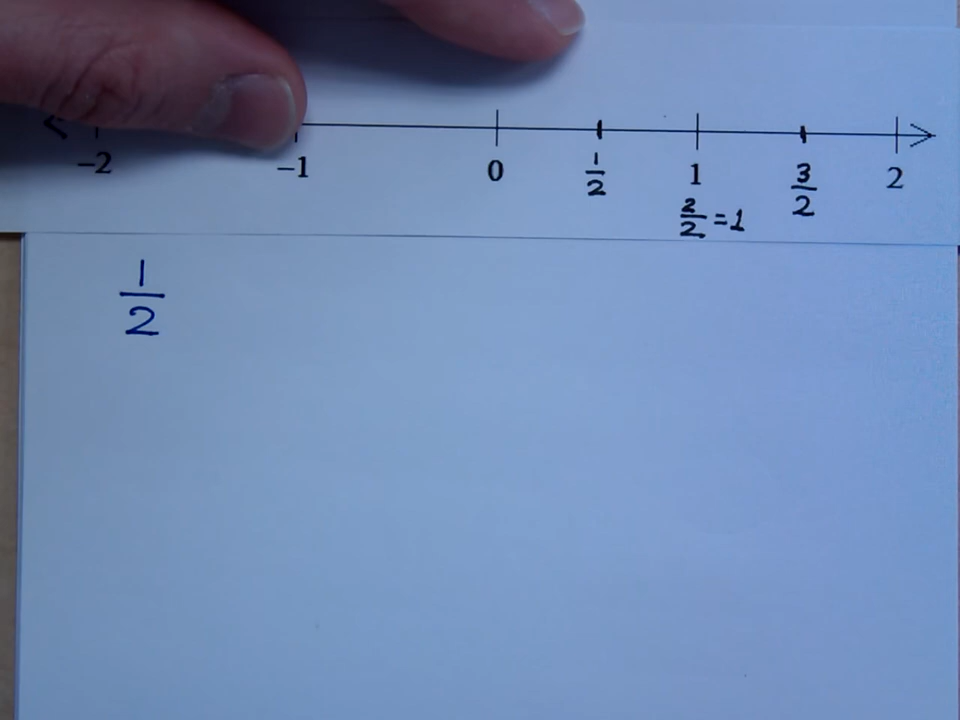 –2 –1 0 1/2 1 3/2 2
2/2 = 1
1/2